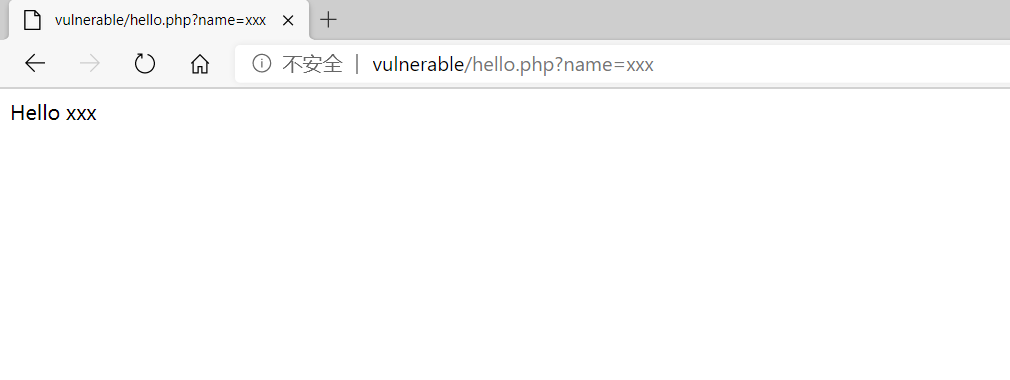 vulnerable/hello.php?name=xxx
不安全 | vulnerable/hello.php?name=xxx
Hello xxx